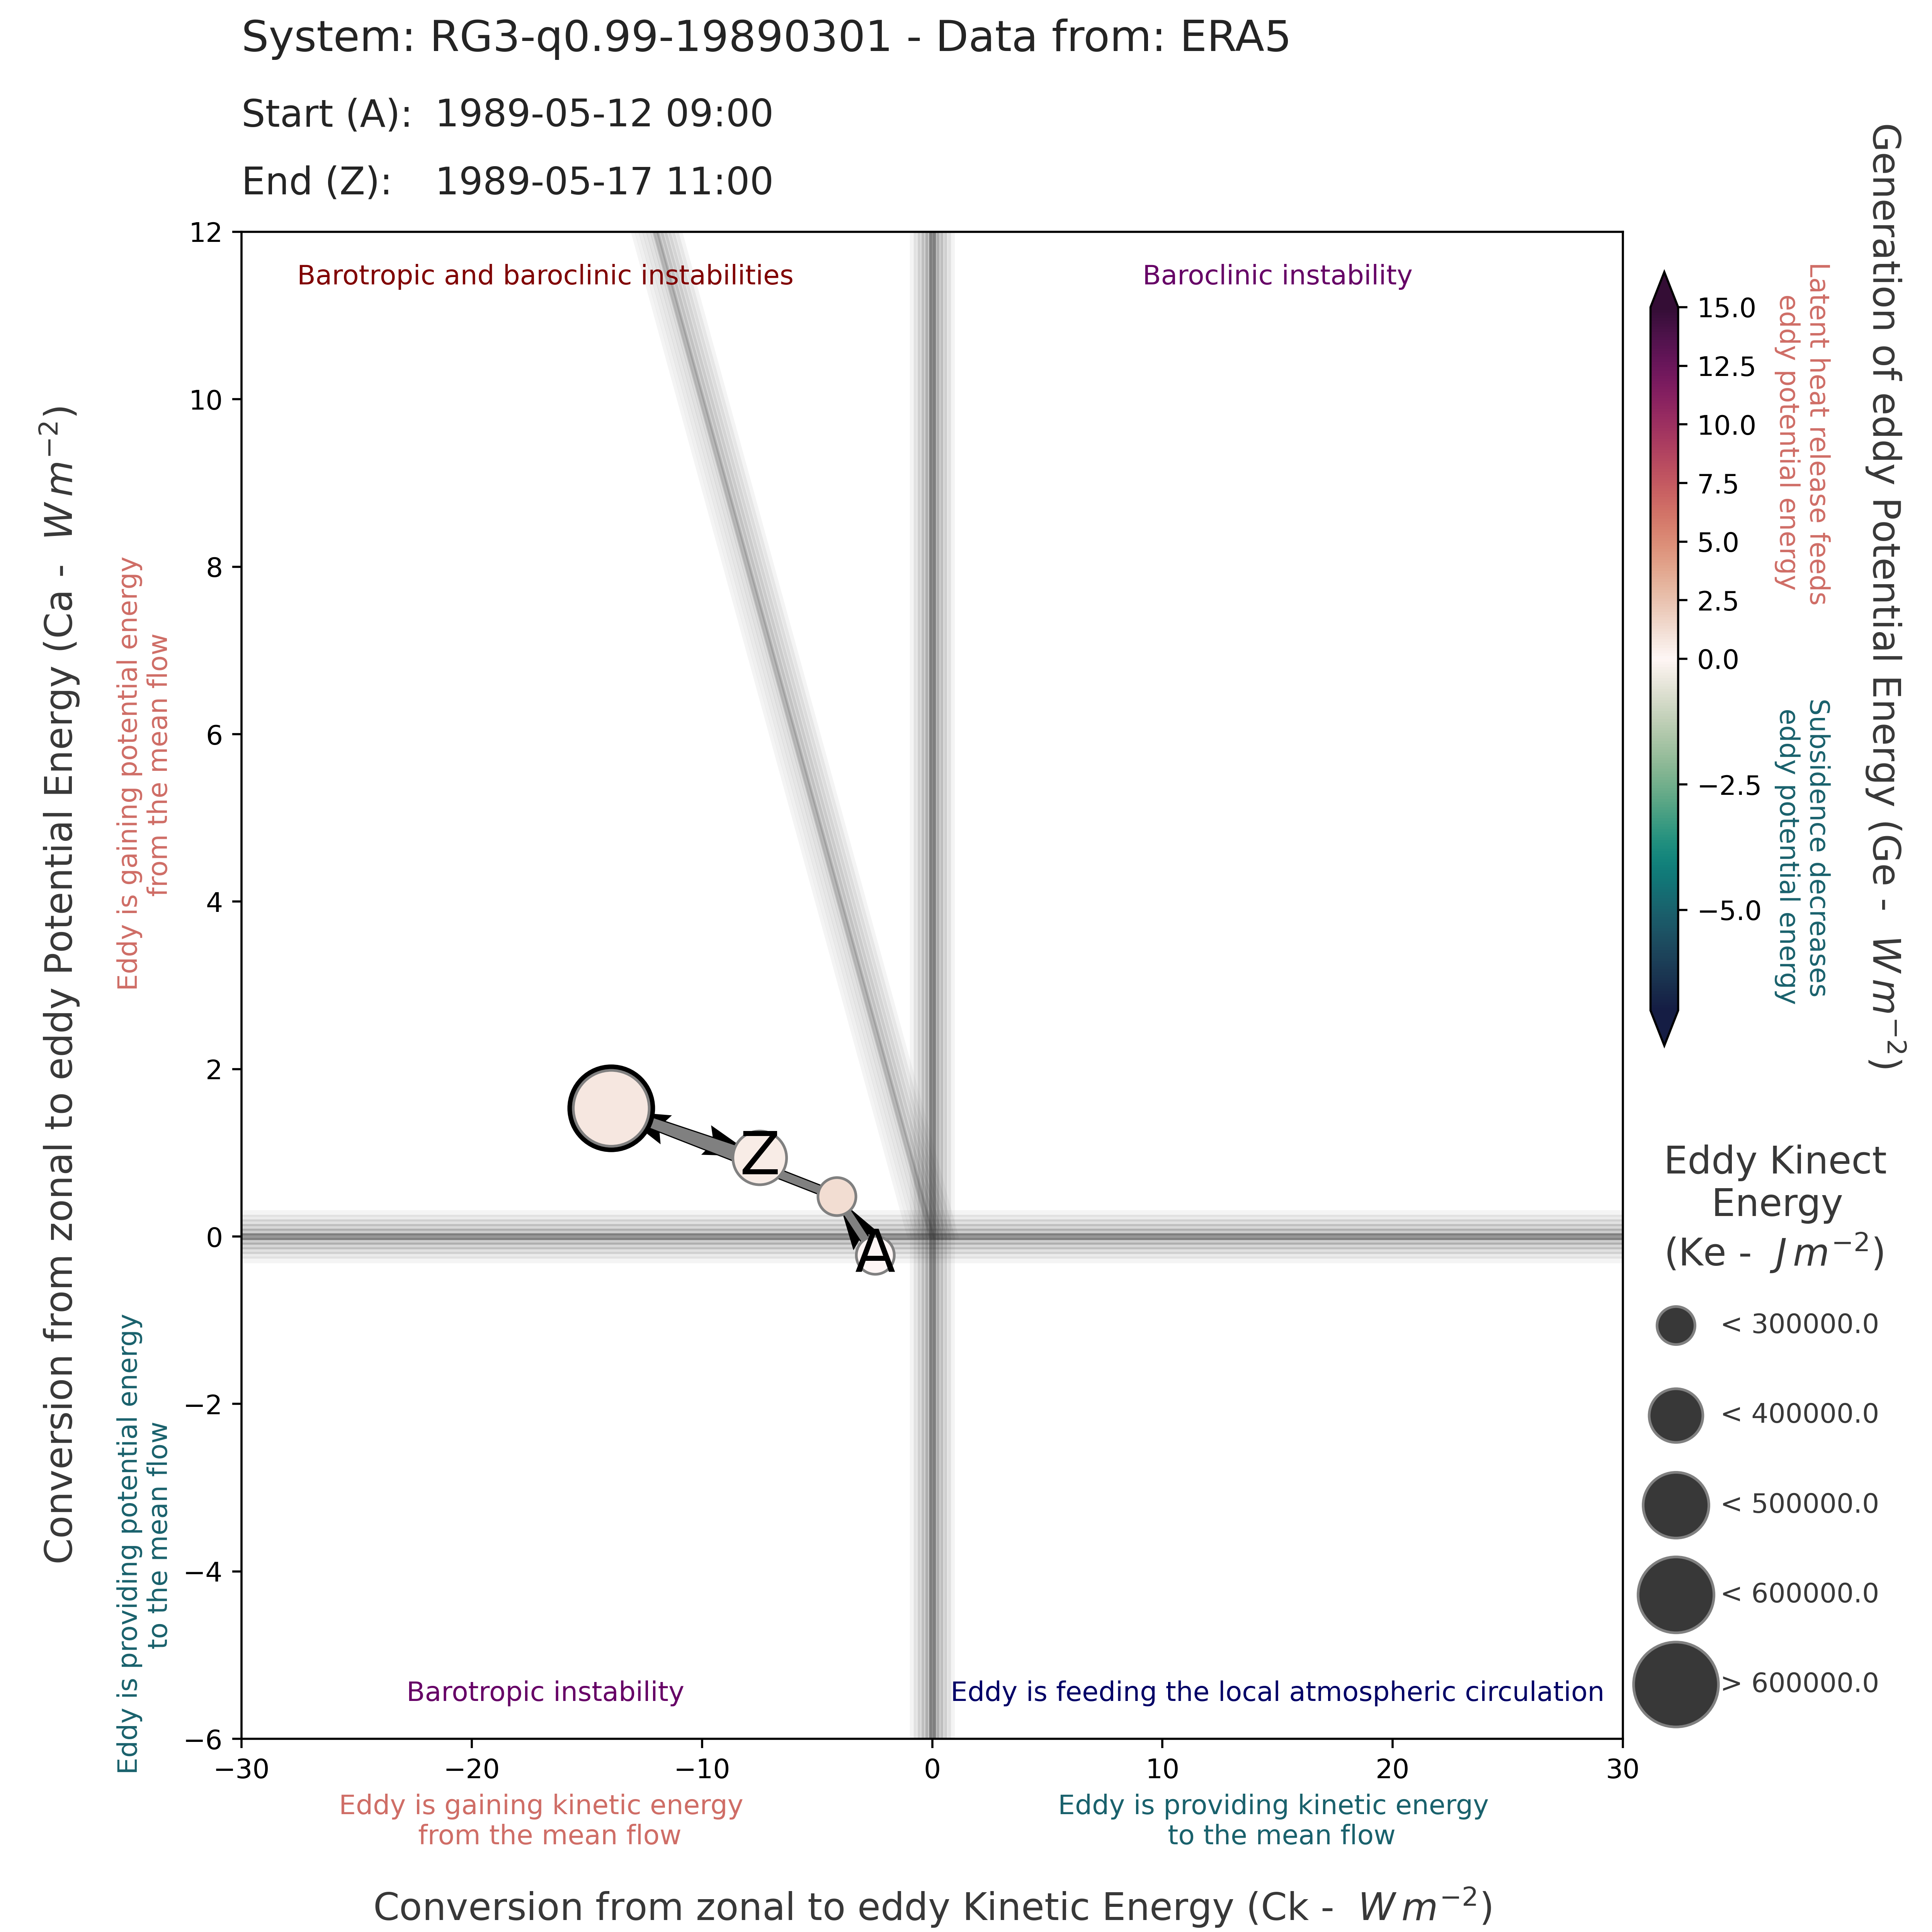 System: RG3-q0.99-19890301 - Data from: ERA5
Start (A): 1989-05-12 09:00
End (Z): 1989-05-17 11:00
Barotropic and baroclinic instabilities
Baroclinic instability
Barotropic instability
Eddy is feeding the local atmospheric circulation
Z
A
12
10
8
6
4
2
0
−2
−4
−6
−30
−20
−10
0
10
20
30
Conversion from zonal to eddy Potential Energy (Ca - W m⁻²)
Eddy is gaining potential energy
from the mean flow
Eddy is providing potential energy
to the mean flow
Eddy is gaining kinetic energy
from the mean flow
Eddy is providing kinetic energy
to the mean flow
Conversion from zonal to eddy Kinetic Energy (Ck - W m⁻²)
15.0
12.5
10.0
7.5
5.0
2.5
0.0
−2.5
−5.0
Latent heat release feeds
eddy potential energy
Subsidence decreases
eddy potential energy
Generation of eddy Potential Energy (Ge - W m⁻²)
Eddy Kinect
Energy
(Ke - J m⁻²)
< 300000.0
< 400000.0
< 500000.0
< 600000.0
> 600000.0